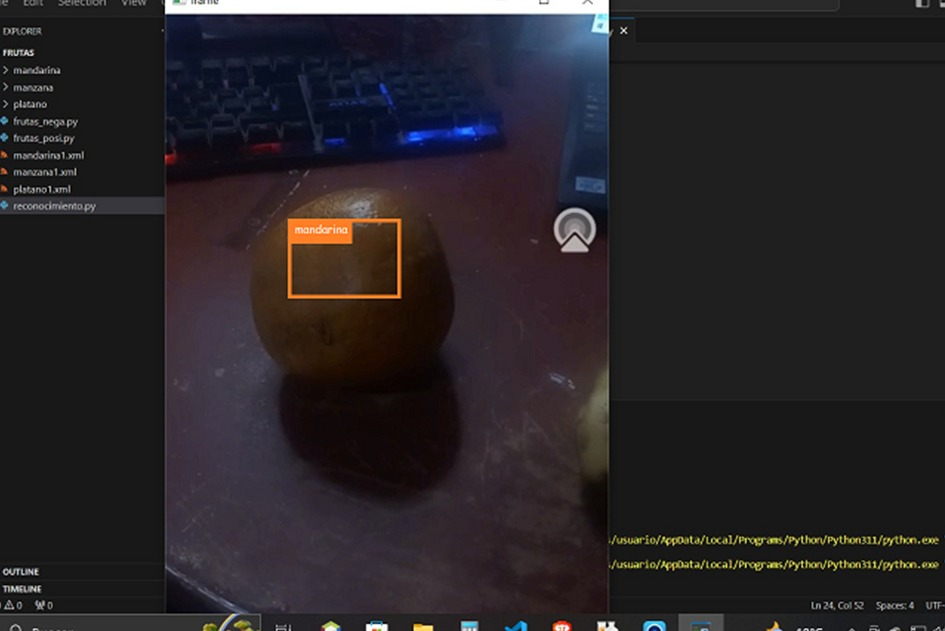 Edit Selection View
frame
EXPLORER
FRUTAS
mandarina
manzana
platano
frutas_nega.py
frutas_posi.py
mandarina1.xml
manzana1.xml
platano1.xml
reconocimiento.py
mandarina
/usuario/AppData/Local/Programs/Python/Python311/python.exe
/usuario/AppData/Local/Programs/Python/Python311/python.exe
OUTLINE
TIMELINE
0 0
Ln 24, Col 52 Spaces: 4 UTF-